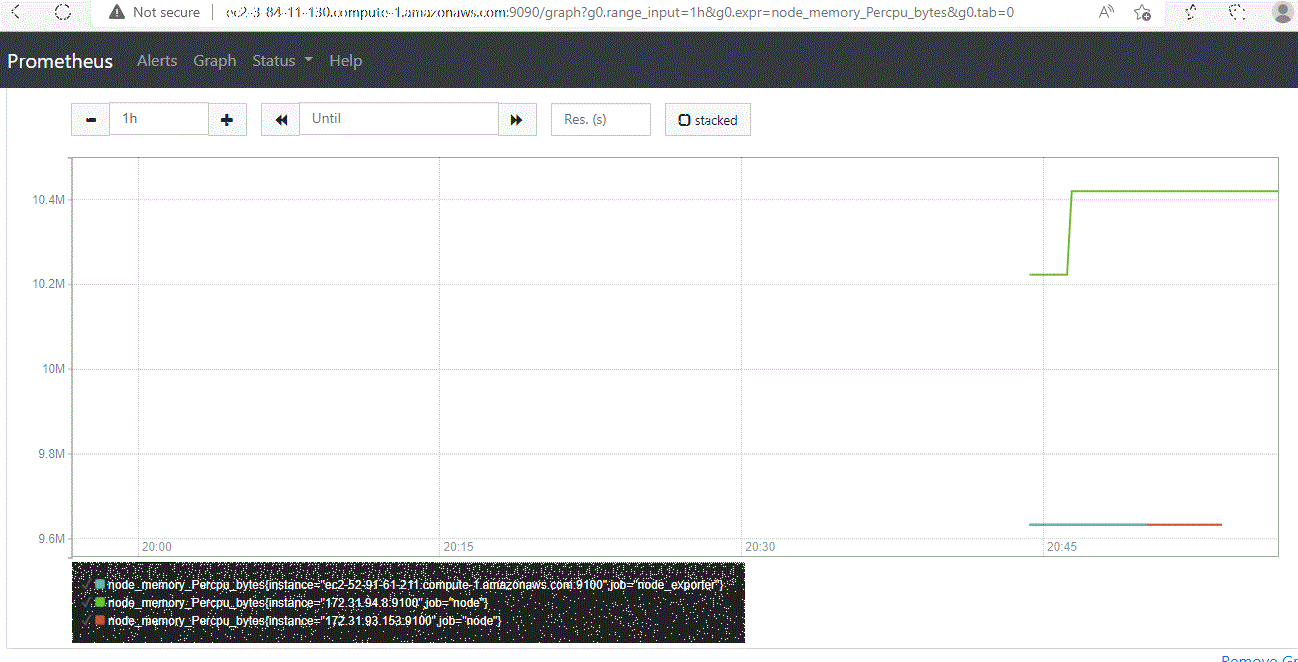 Not secure ec2-3-84-11-130.compute-1.amazonaws.com:9090/graph?g0.range_input=1h&g0.expr=node_memory_Percpu_bytes&g0.tab=0
Prometheus Alerts Graph Status Help
1h Until Res. (s) stacked
10.4M
10.2M
10M
9.8M
9.6M
20:00 20:15 20:30 20:45
node_memory_Percpu_bytes{instance="ec2-52-91-61-211.compute-1.amazonaws.com:9100",job="node_exporter"}
node_memory_Percpu_bytes{instance="172.31.94.8:9100",job="node"}
node_memory_Percpu_bytes{instance="172.31.93.153:9100",job="node"}
Remove